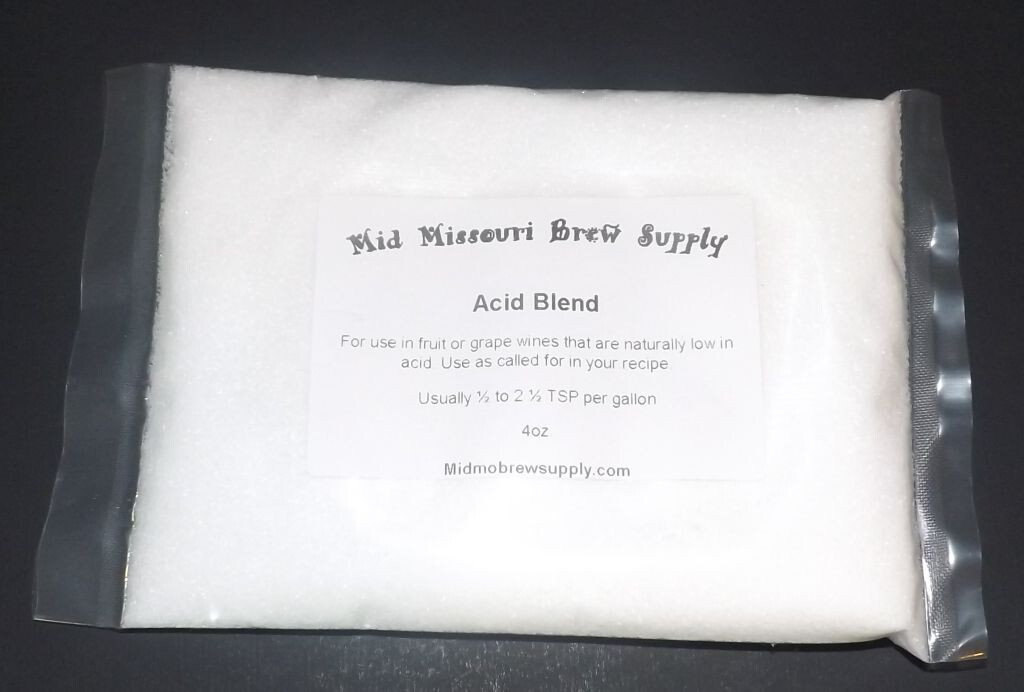 Mid Missouri Brew Supply
Acid Blend
For use in fruit or grape wines that are naturally low in
acid. Use as called for in your recipe
Usually ½ to 2 ½ TSP per gallon
4oz
Midmobrewsupply.com